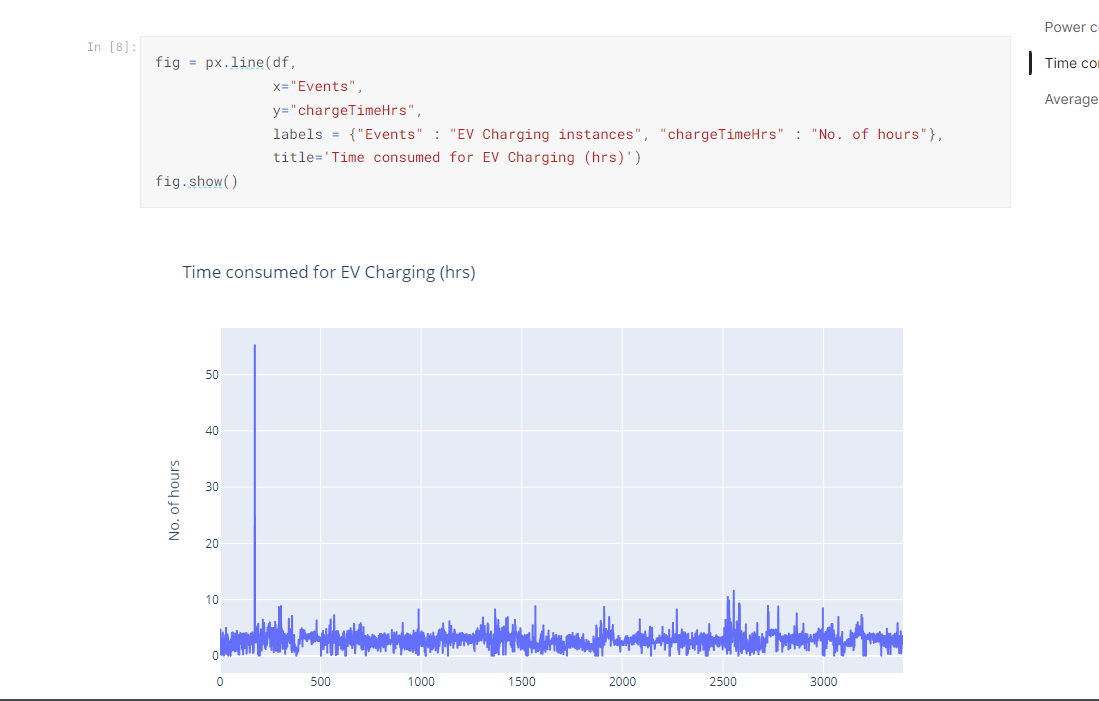 Power c
In [8]:
fig = px.line(df,
Time co
x="Events",
Average
y="chargeTimeHrs",
labels = {"Events" : "EV Charging instances", "chargeTimeHrs" : "No. of hours"},
title='Time consumed for EV Charging (hrs)')
fig.show()
Time consumed for EV Charging (hrs)
50
40
30
20
10
0
No. of hours
0 500 1000 1500 2000 2500 3000